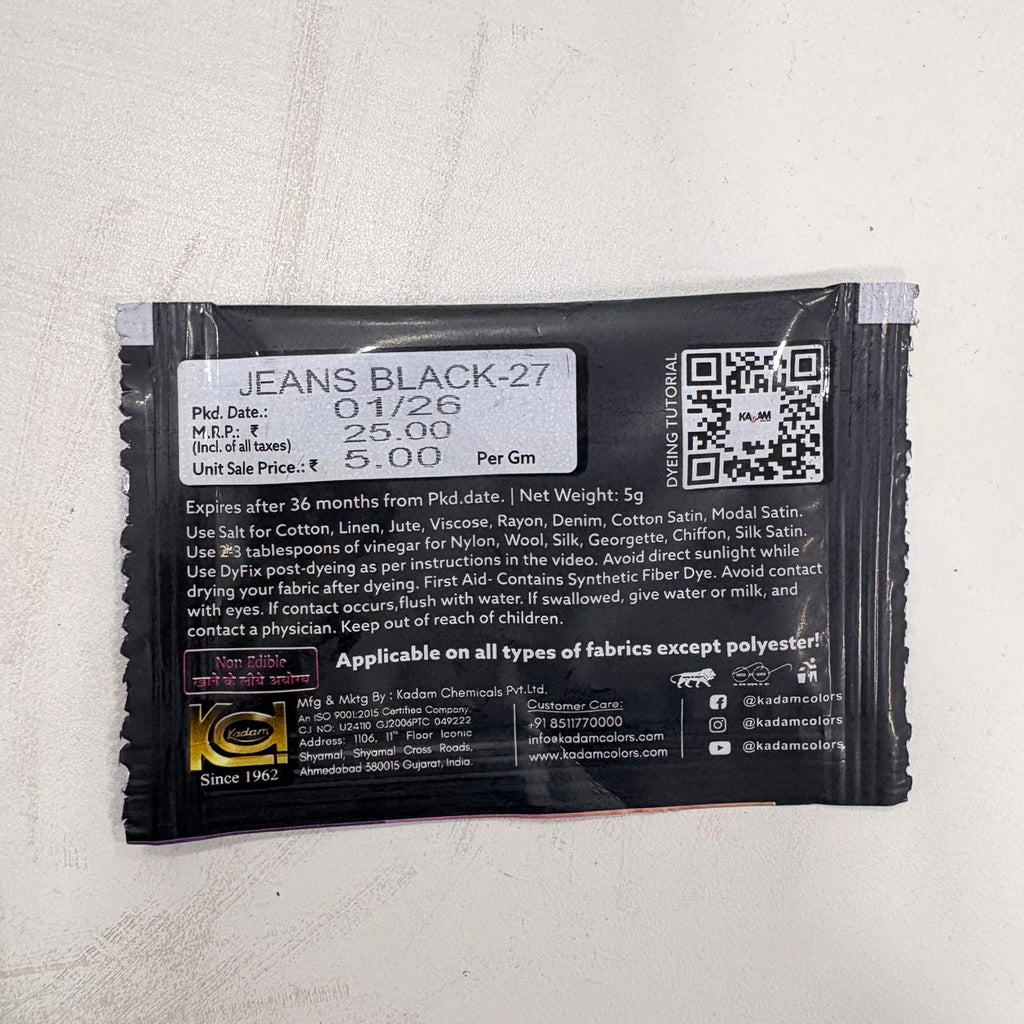 JEANS BLACK-27
Pkd. Date.: 01/26
M.R.P.: ₹ 25.00
(Incl. of all taxes)
Unit Sale Price.: ₹ 5.00 Per Gm
DYEING TUTORIAL
KADAM
Expires after 36 months from Pkd.date. | Net Weight: 5g
Use Salt for Cotton, Linen, Jute, Viscose, Rayon, Denim, Cotton Satin, Modal Satin.
Use 2-3 tablespoons of vinegar for Nylon, Wool, Silk, Georgette, Chiffon, Silk Satin.
Use DyFix post-dyeing as per instructions in the video. Avoid direct sunlight while
drying your fabric after dyeing. First Aid- Contains Synthetic Fiber Dye. Avoid contact
with eyes. If contact occurs,flush with water. If swallowed, give water or milk, and
contact a physician. Keep out of reach of children.
Applicable on all types of fabrics except polyester!
Non Edible
खाने के लीये अयोग्य
Kadam
Since 1962
Mfg & Mktg By : Kadam Chemicals Pvt.Ltd.
An ISO 9001:2015 Certified Company.
CJ NO: U24110 GJ2006PTC 049222
Address: 1106, 11th Floor Iconic
Shyamal, Shyamal Cross Roads,
Ahmedabad 380015 Gujarat, India.
Customer Care:
+91 8511770000
info@kadamcolors.com
www.kadamcolors.com
@kadamcolors
@kadamcolors
@kadamcolors